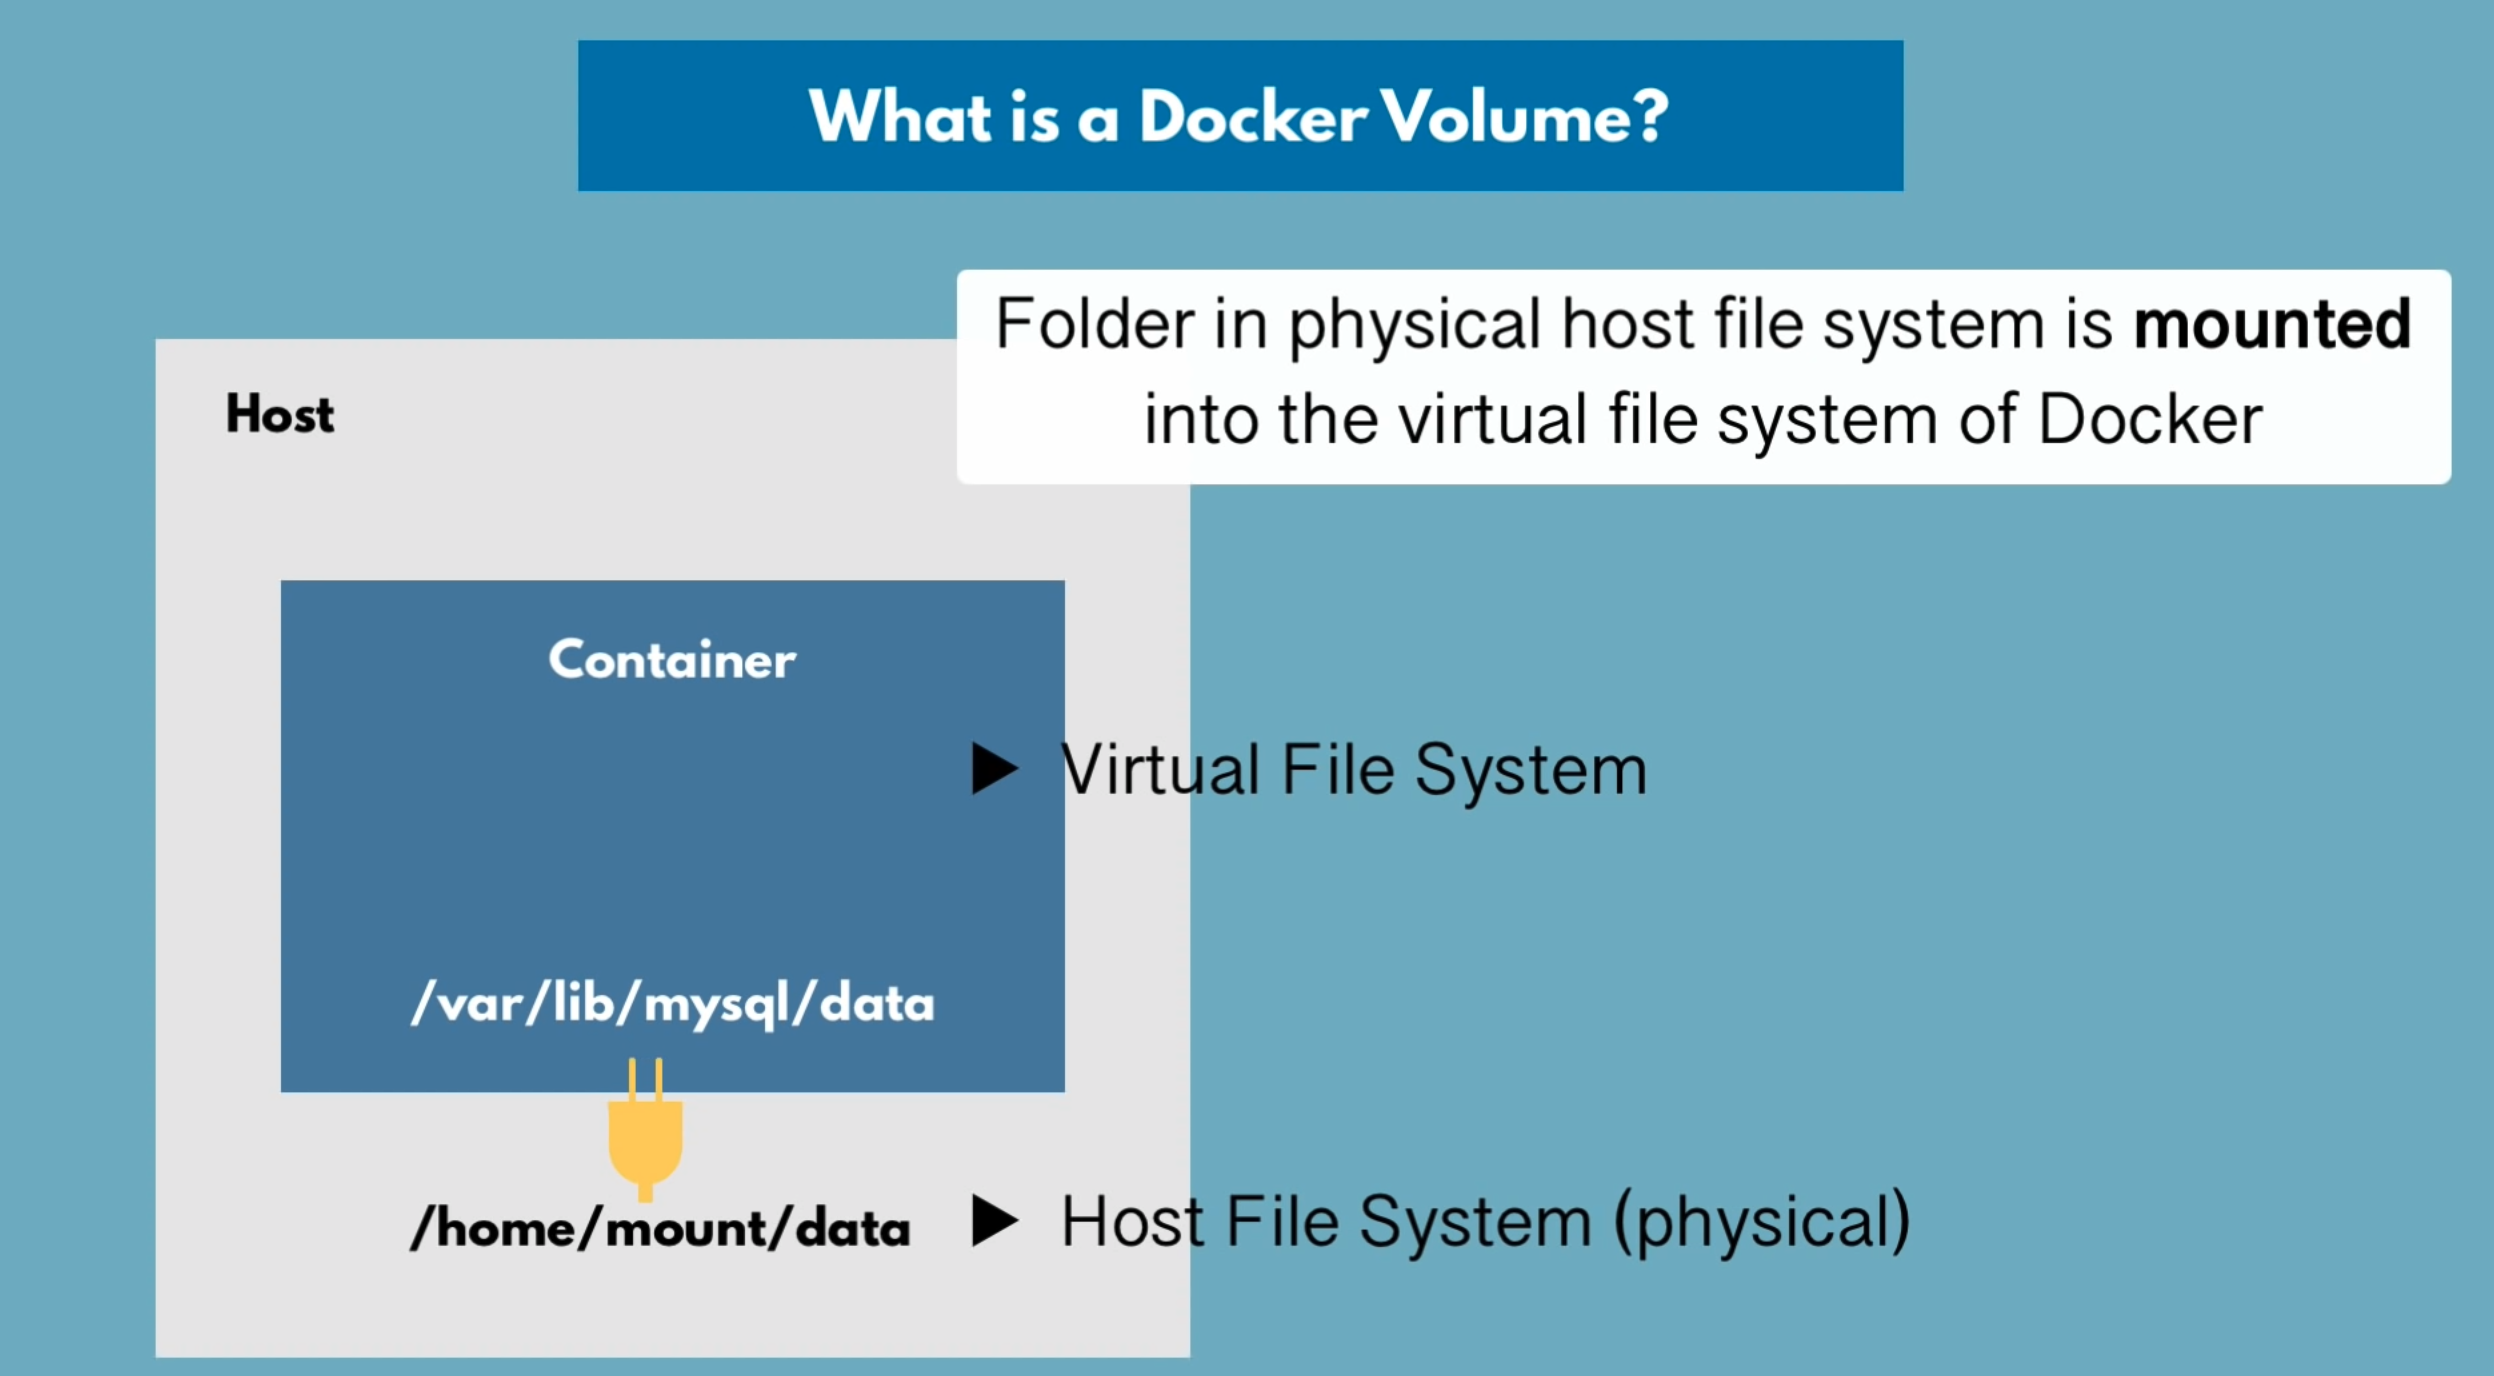 What is a Docker Volume?
Folder in physical host file system is mounted
into the virtual file system of Docker
Host
Container
Virtual File System
/var/lib/mysql/data
/home/mount/data
Host File System (physical)